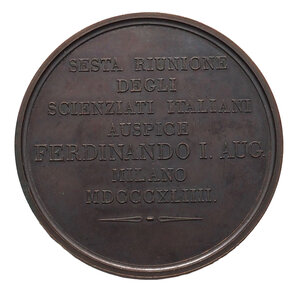 SESTA RIUNIONE
DEGLI
SCIENZIATI ITALIANI
AUSPICE
FERDINANDO I. AUG.
MILANO
MDCCCXLIIII.